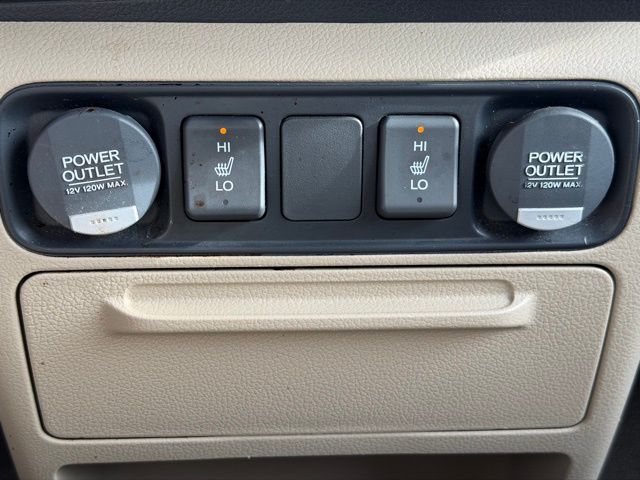 POWER
OUTLET
12V 120W MAX.
HI
LO
HI
LO
POWER
OUTLET
12V 120W MAX.